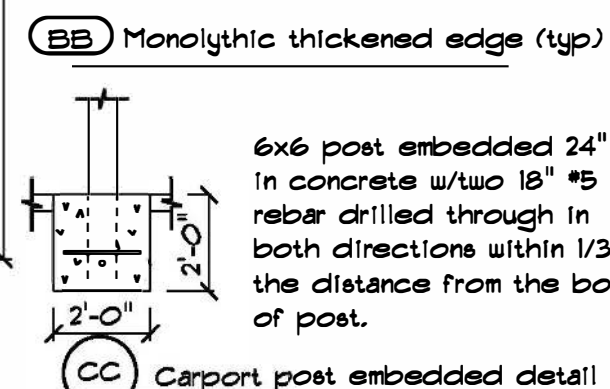 BB Monolythic thickened edge (typ.)
6x6 post embedded 24"
in concrete w/two 18" #5
rebar drilled through in
both directions within 1/3
the distance from the bo
of post.
2'-0"
2'-0"
CC Carport post embedded detail